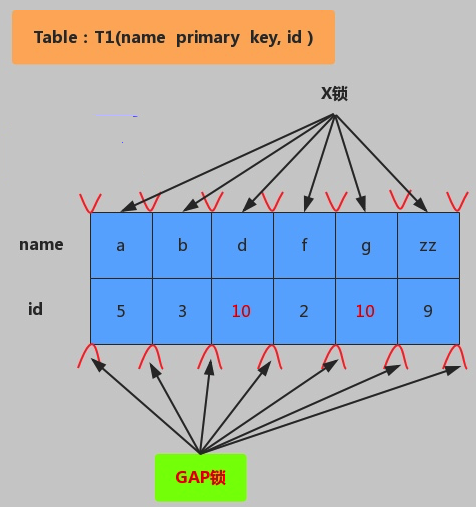 Table : T1(name primary key, id )
X锁
name a b d f g zz
id 5 3 10 2 10 9
GAP锁